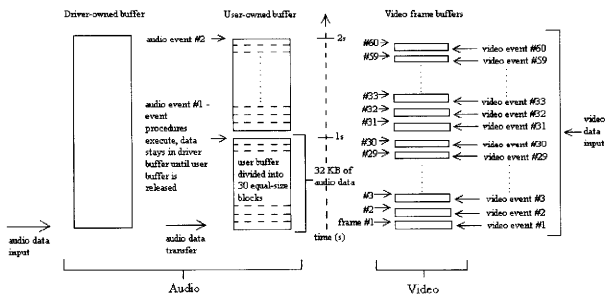 Driver-owned buffer
User-owned buffer
Video frame buffers
audio event #2
2s
#60
video event #60
#59
video event #59
audio event #1 -
event
procedures
execute, data
stays in driver
buffer until user
buffer is
released
#33
video event #33
#32
video event #32
#31
video event #31
1s
#30
video event #30
#29
video event #29
video
data
input
user buffer
divided into
30 equal-size
blocks
32 KB of
audio data
#3
video event #3
#2
video event #2
frame #1
video event #1
time (s)
audio data
input
audio data
transfer
Audio
Video